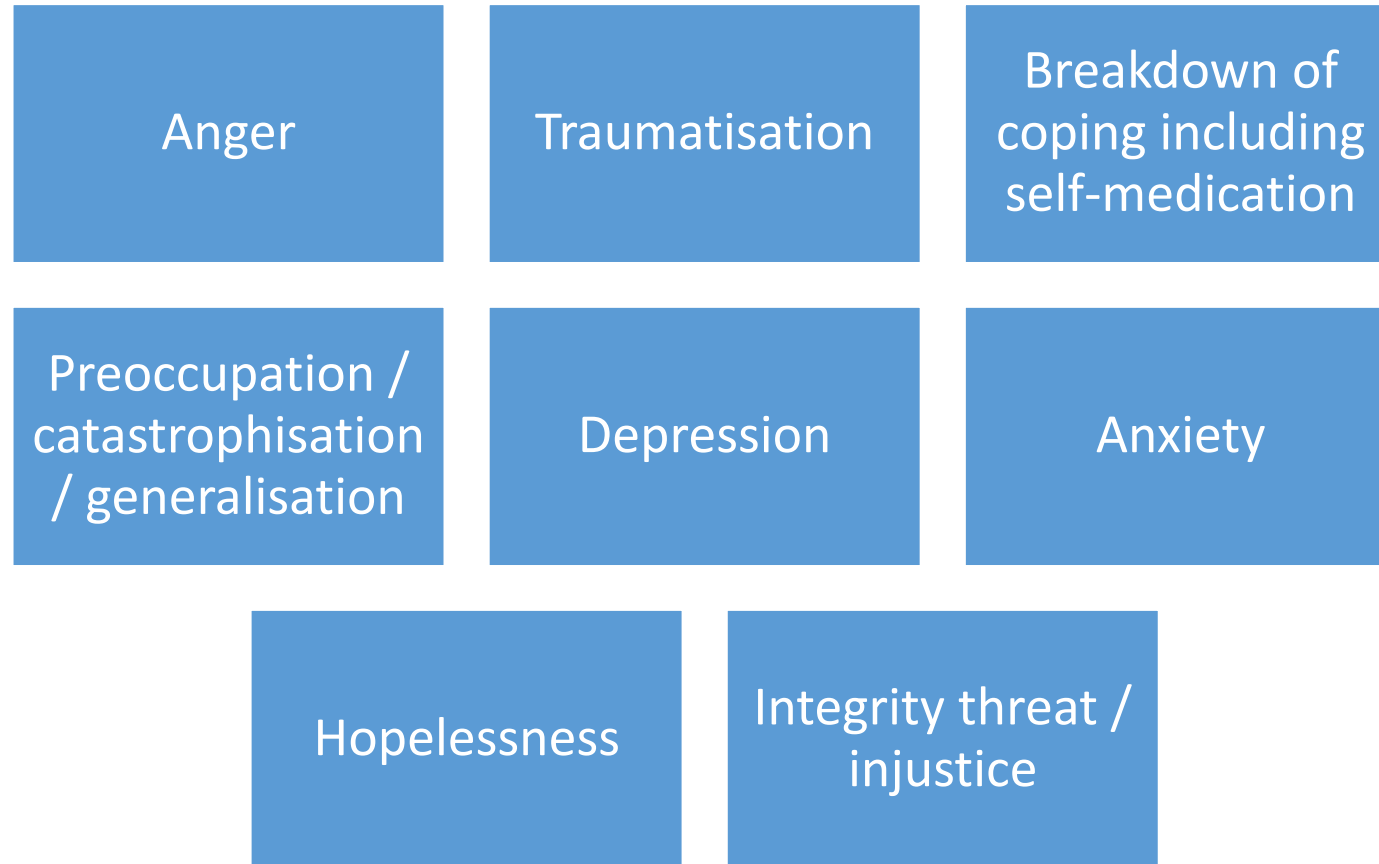 Anger
Traumatisation
Breakdown of
coping including
self-medication
Preoccupation /
catastrophisation
/ generalisation
Depression
Anxiety
Hopelessness
Integrity threat /
injustice